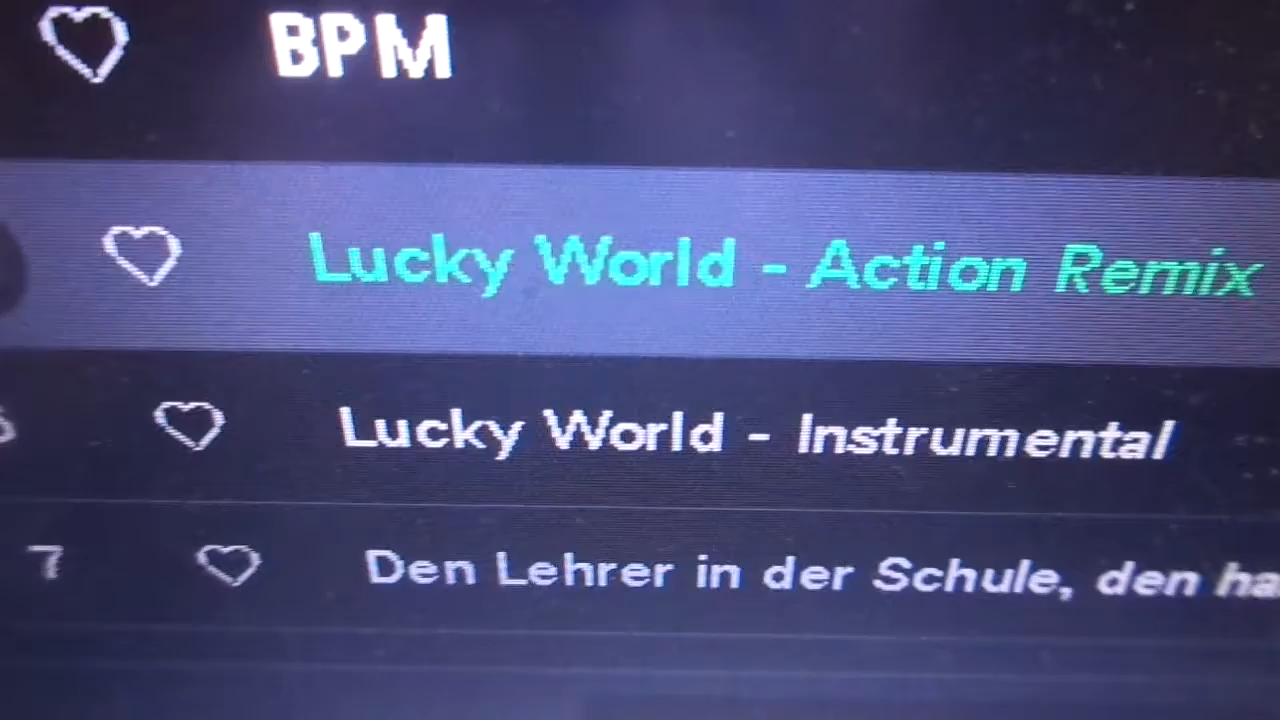 BPM
Lucky World - Action Remix
Lucky World - Instrumental
7 Den Lehrer in der Schule, den